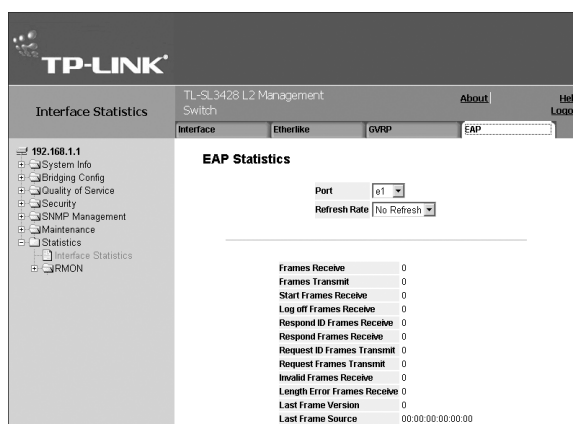 TP-LINK
Interface Statistics
TL-SL3428 L2 Management
Switch
About
Hel
Logo
Interface
Etherlike
GVRP
EAP
192.168.1.1
System Info
Bridging Config
Quality of Service
Security
SNMP Management
Maintenance
Statistics
Interface Statistics
RMON
EAP Statistics
Port e1
Refresh Rate No Refresh
Frames Receive 0
Frames Transmit 0
Start Frames Receive 0
Log off Frames Receive 0
Respond ID Frames Receive 0
Respond Frames Receive 0
Request ID Frames Transmit 0
Request Frames Transmit 0
Invalid Frames Receive 0
Length Error Frames Receive 0
Last Frame Version 0
Last Frame Source 00:00:00:00:00:00